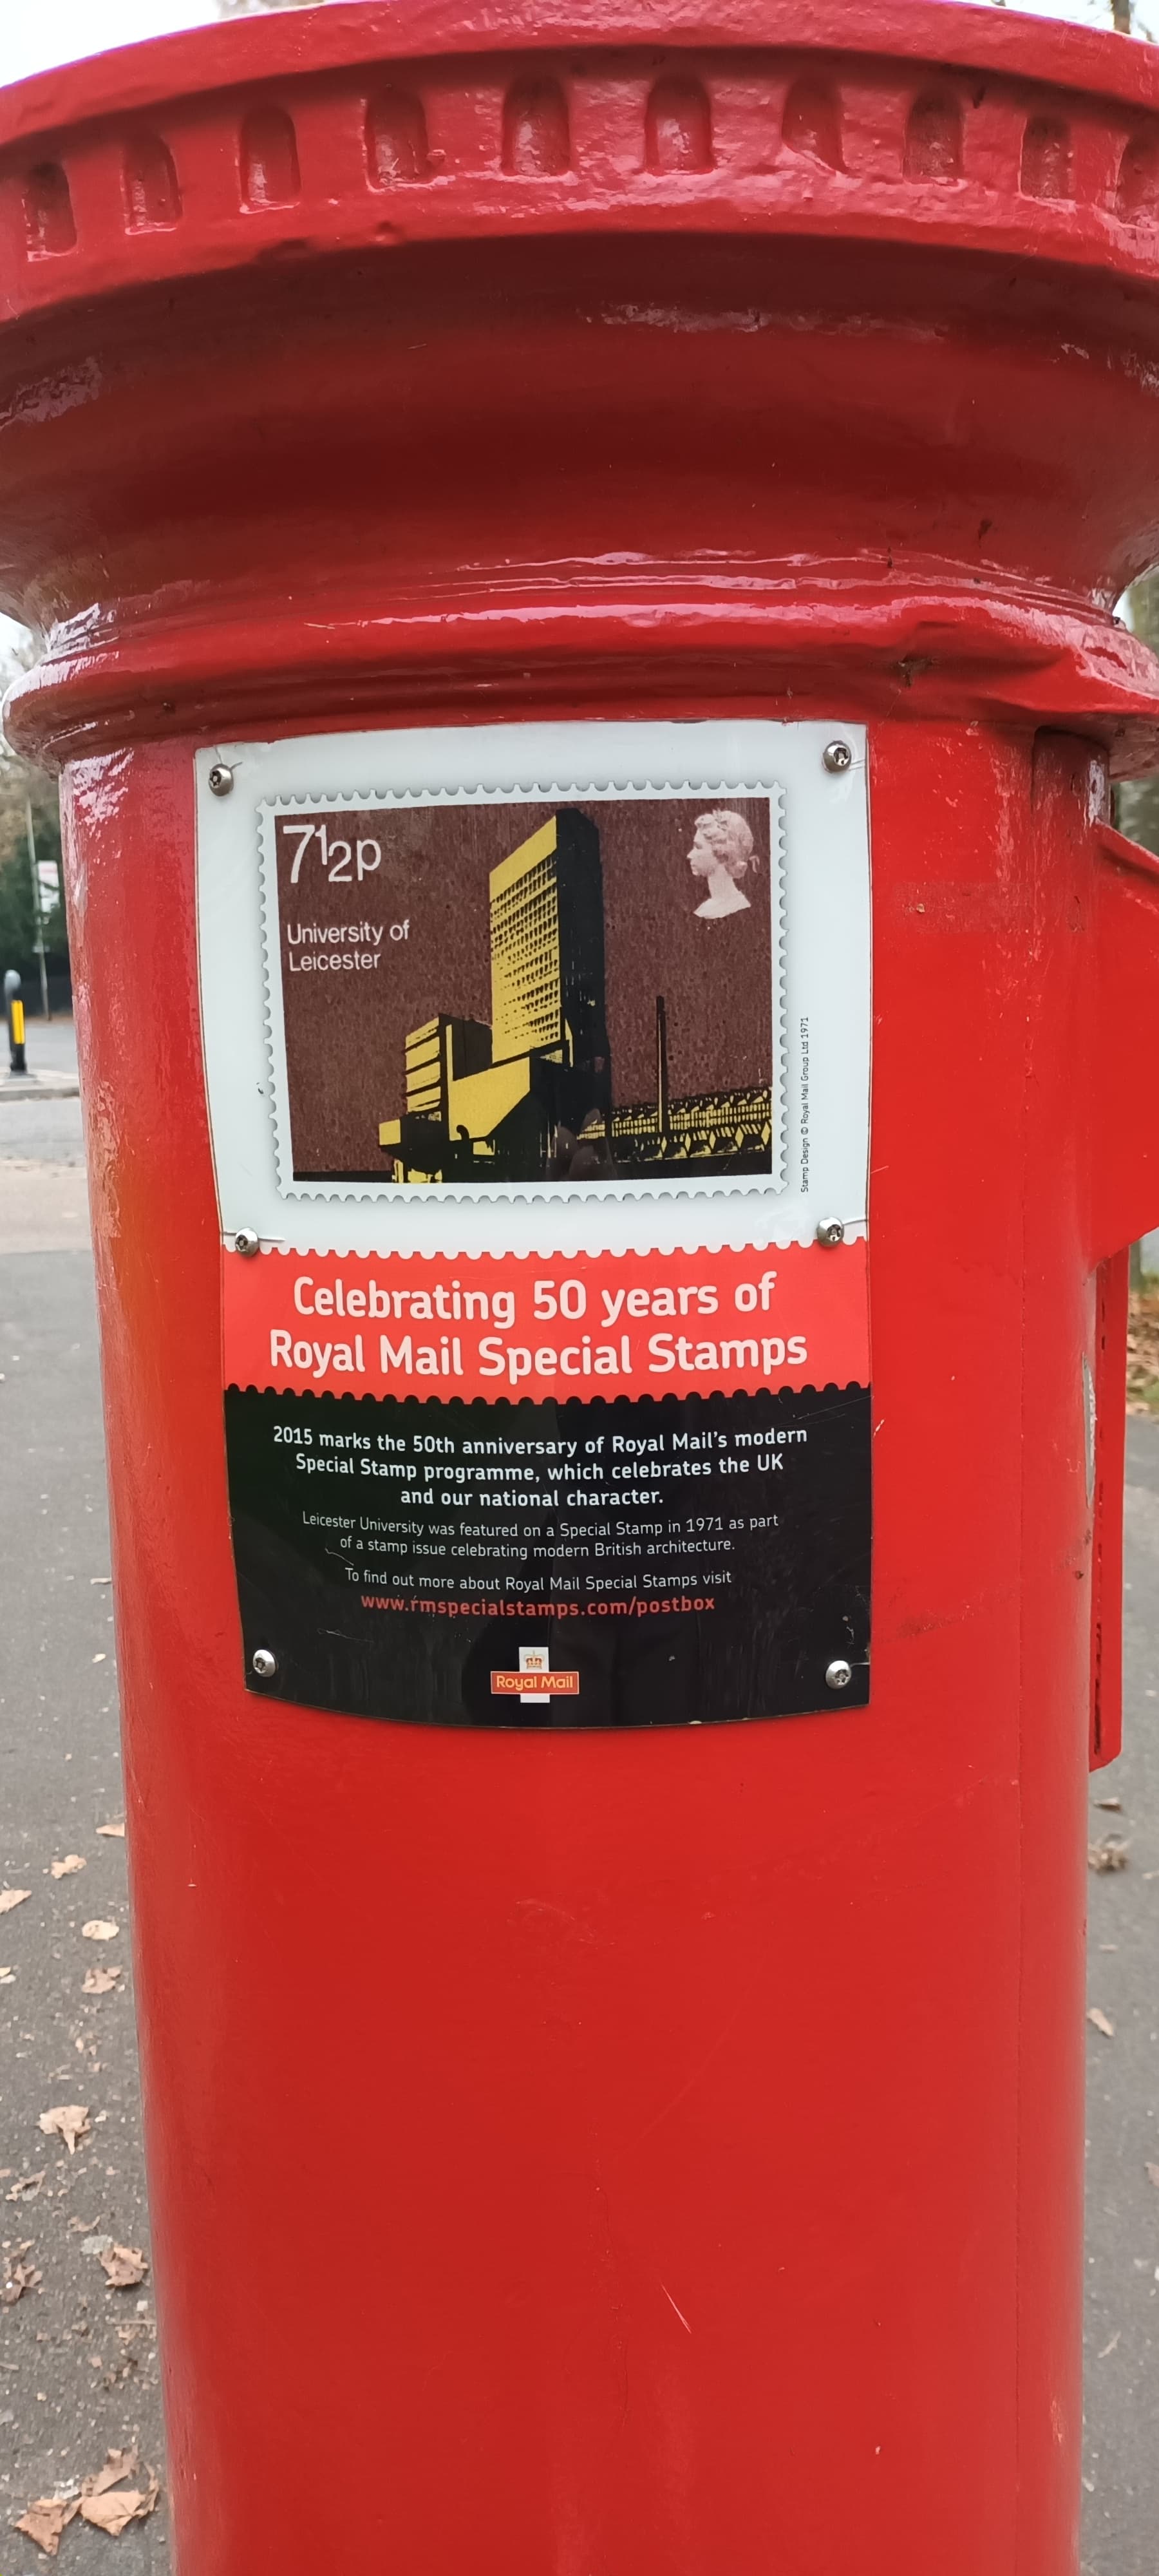 7½p
University of
Leicester
Stamp Design © Royal Mail Group Ltd 1971
Celebrating 50 years of
Royal Mail Special Stamps
2015 marks the 50th anniversary of Royal Mail's modern
Special Stamp programme, which celebrates the UK
and our national character.
Leicester University was featured on a Special Stamp in 1971 as part
of a stamp issue celebrating modern British architecture.
To find out more about Royal Mail Special Stamps visit
www.rmspecialstamps.com/postbox
Royal Mail